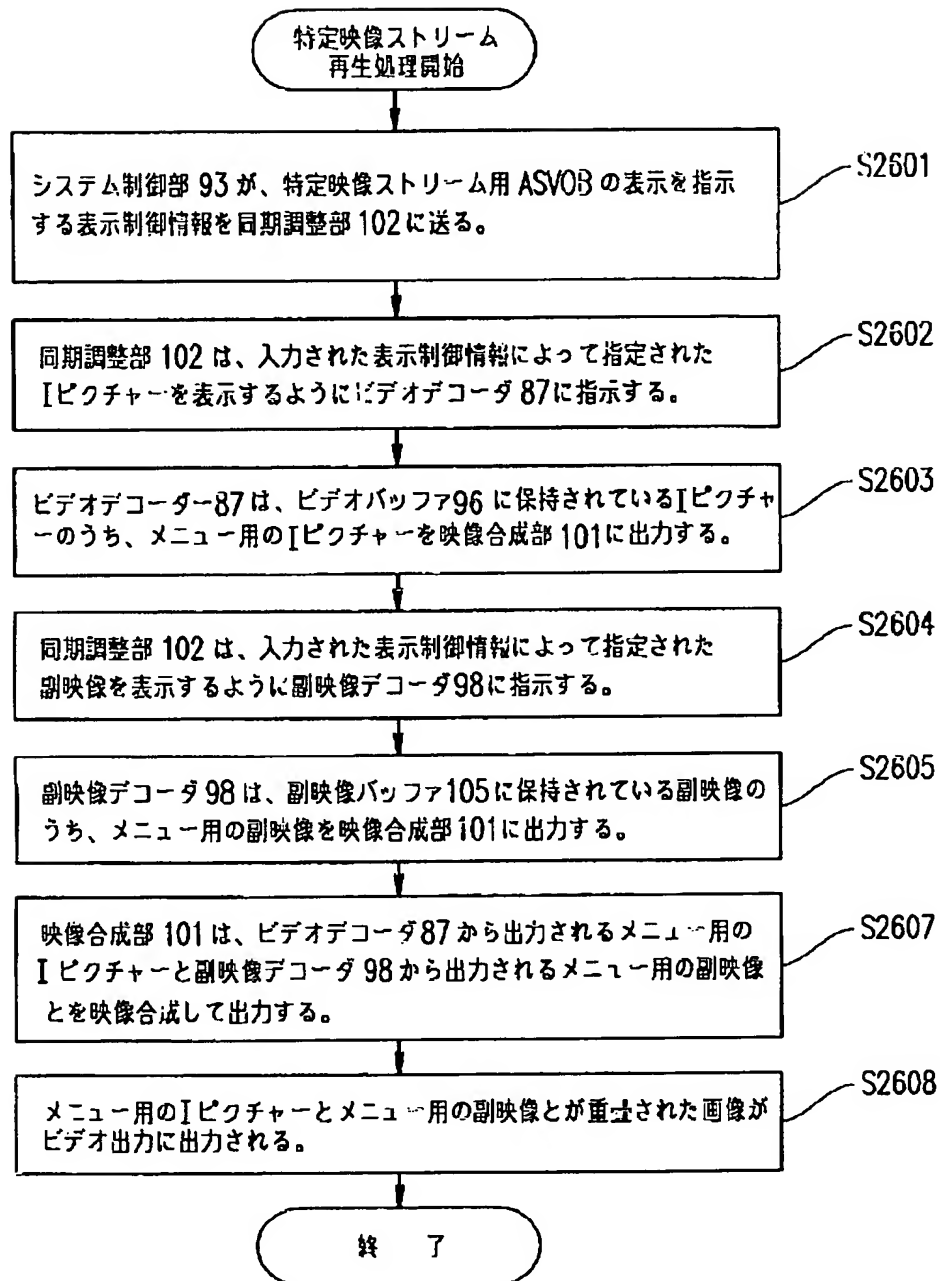 特定映像ストリーム
再生処理開始
システム制御部 93 が、特定映像ストリーム用 ASVOB の表示を指示
する表示制御情報を同期調整部 102 に送る。
S2601
同期調整部 102 は、入力された表示制御情報によって指定された
Iピクチャーを表示するようにビデオデコーダ 87 に指示する。
S2602
ビデオデコーダー87 は、ビデオバッファ96 に保持されているIピクチャ
ーのうち、メニュー用のIピクチャーを映像合成部 101 に出力する。
S2603
同期調整部 102 は、入力された表示制御情報によって指定された
副映像を表示するように副映像デコーダ 98 に指示する。
S2604
副映像デコーダ 98 は、副映像バッファ 105 に保持されている副映像の
うち、メニュー用の副映像を映像合成部 101 に出力する。
S2605
映像合成部 101 は、ビデオデコーダ 87 から出力されるメニュー用の
Iピクチャーと副映像デコーダ 98 から出力されるメニュー用の副映像
とを映像合成して出力する。
S2607
メニュー用のIピクチャーとメニュー用の副映像とが重畳された画像が
ビデオ出力に出力される。
S2608
終 了